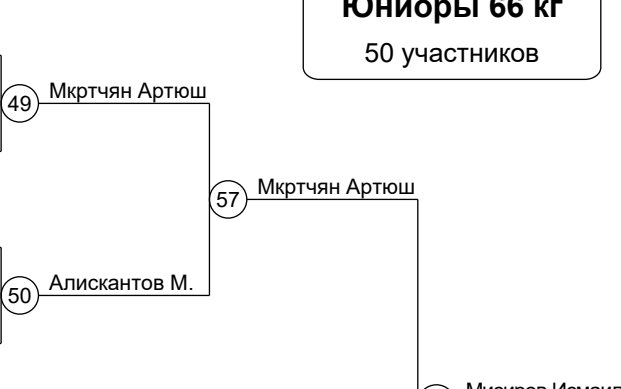 Юниоры 66 кг
50 участников
49
Мкртчян Артюш
57
Мкртчян Артюш
50
Алискантов М.